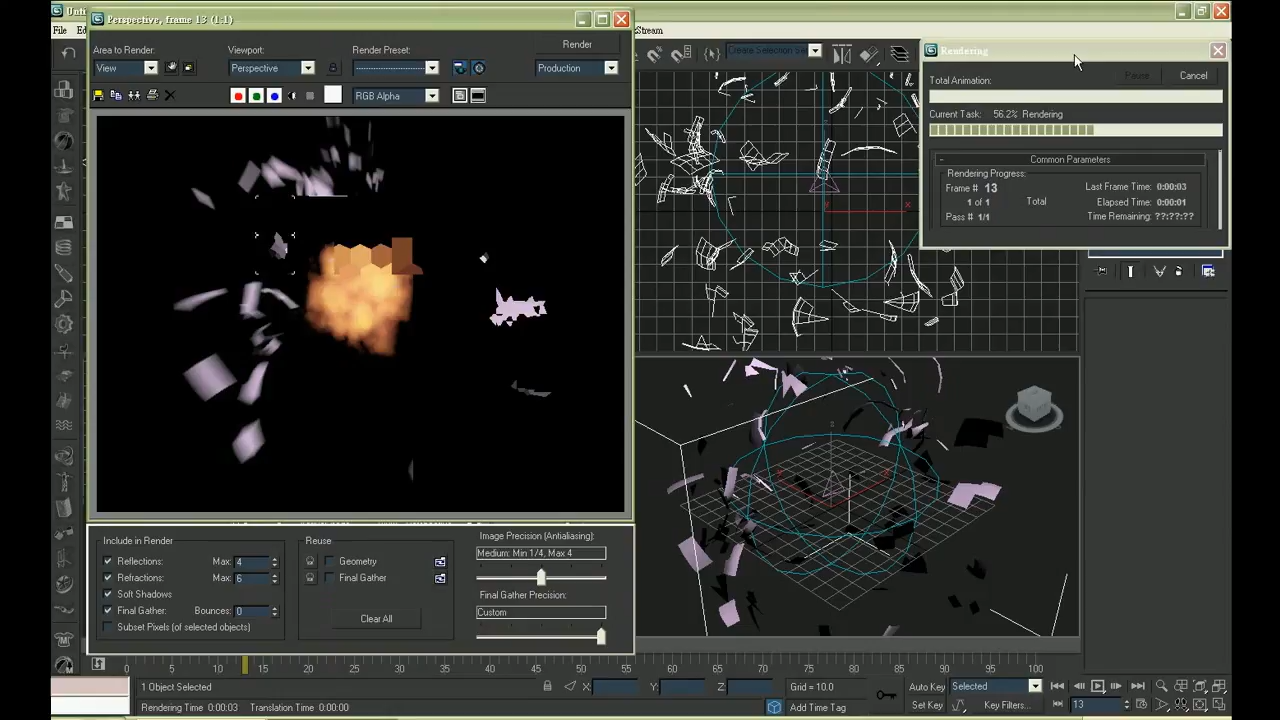 Perspective, frame 13 (1:1)
File
Area to Render:
Viewport:
Render Preset:
Render
View
Perspective
Production
RGB Alpha
Create Selection Se
Rendering
Total Animation:
Pause
Cancel
Current Task: 56.2% Rendering
- Common Parameters
Rendering Progress:
Frame # 13
1 of 1 Total
Pass # 1/1
Last Frame Time: 0:00:03
Elapsed Time: 0:00:01
Time Remaining: ??:??:??
Include in Render
Reflections: Max: 4
Refractions: Max: 6
Soft Shadows
Final Gather: Bounces: 0
Subset Pixels (of selected objects)
Reuse
Geometry
Final Gather
Clear All
Image Precision (Antialiasing):
Medium: Min 1/4, Max 4
Final Gather Precision:
Custom
0 5 10 15 20 25 30 35 40 45 50 55 60 65 70 75 80 85 90 95 100
1 Object Selected
X: Y: Z:
Grid = 10.0
Auto Key
Selected
Rendering Time 0:00:03 Translation Time 0:00:00
Add Time Tag
Set Key
Key Filters...
13